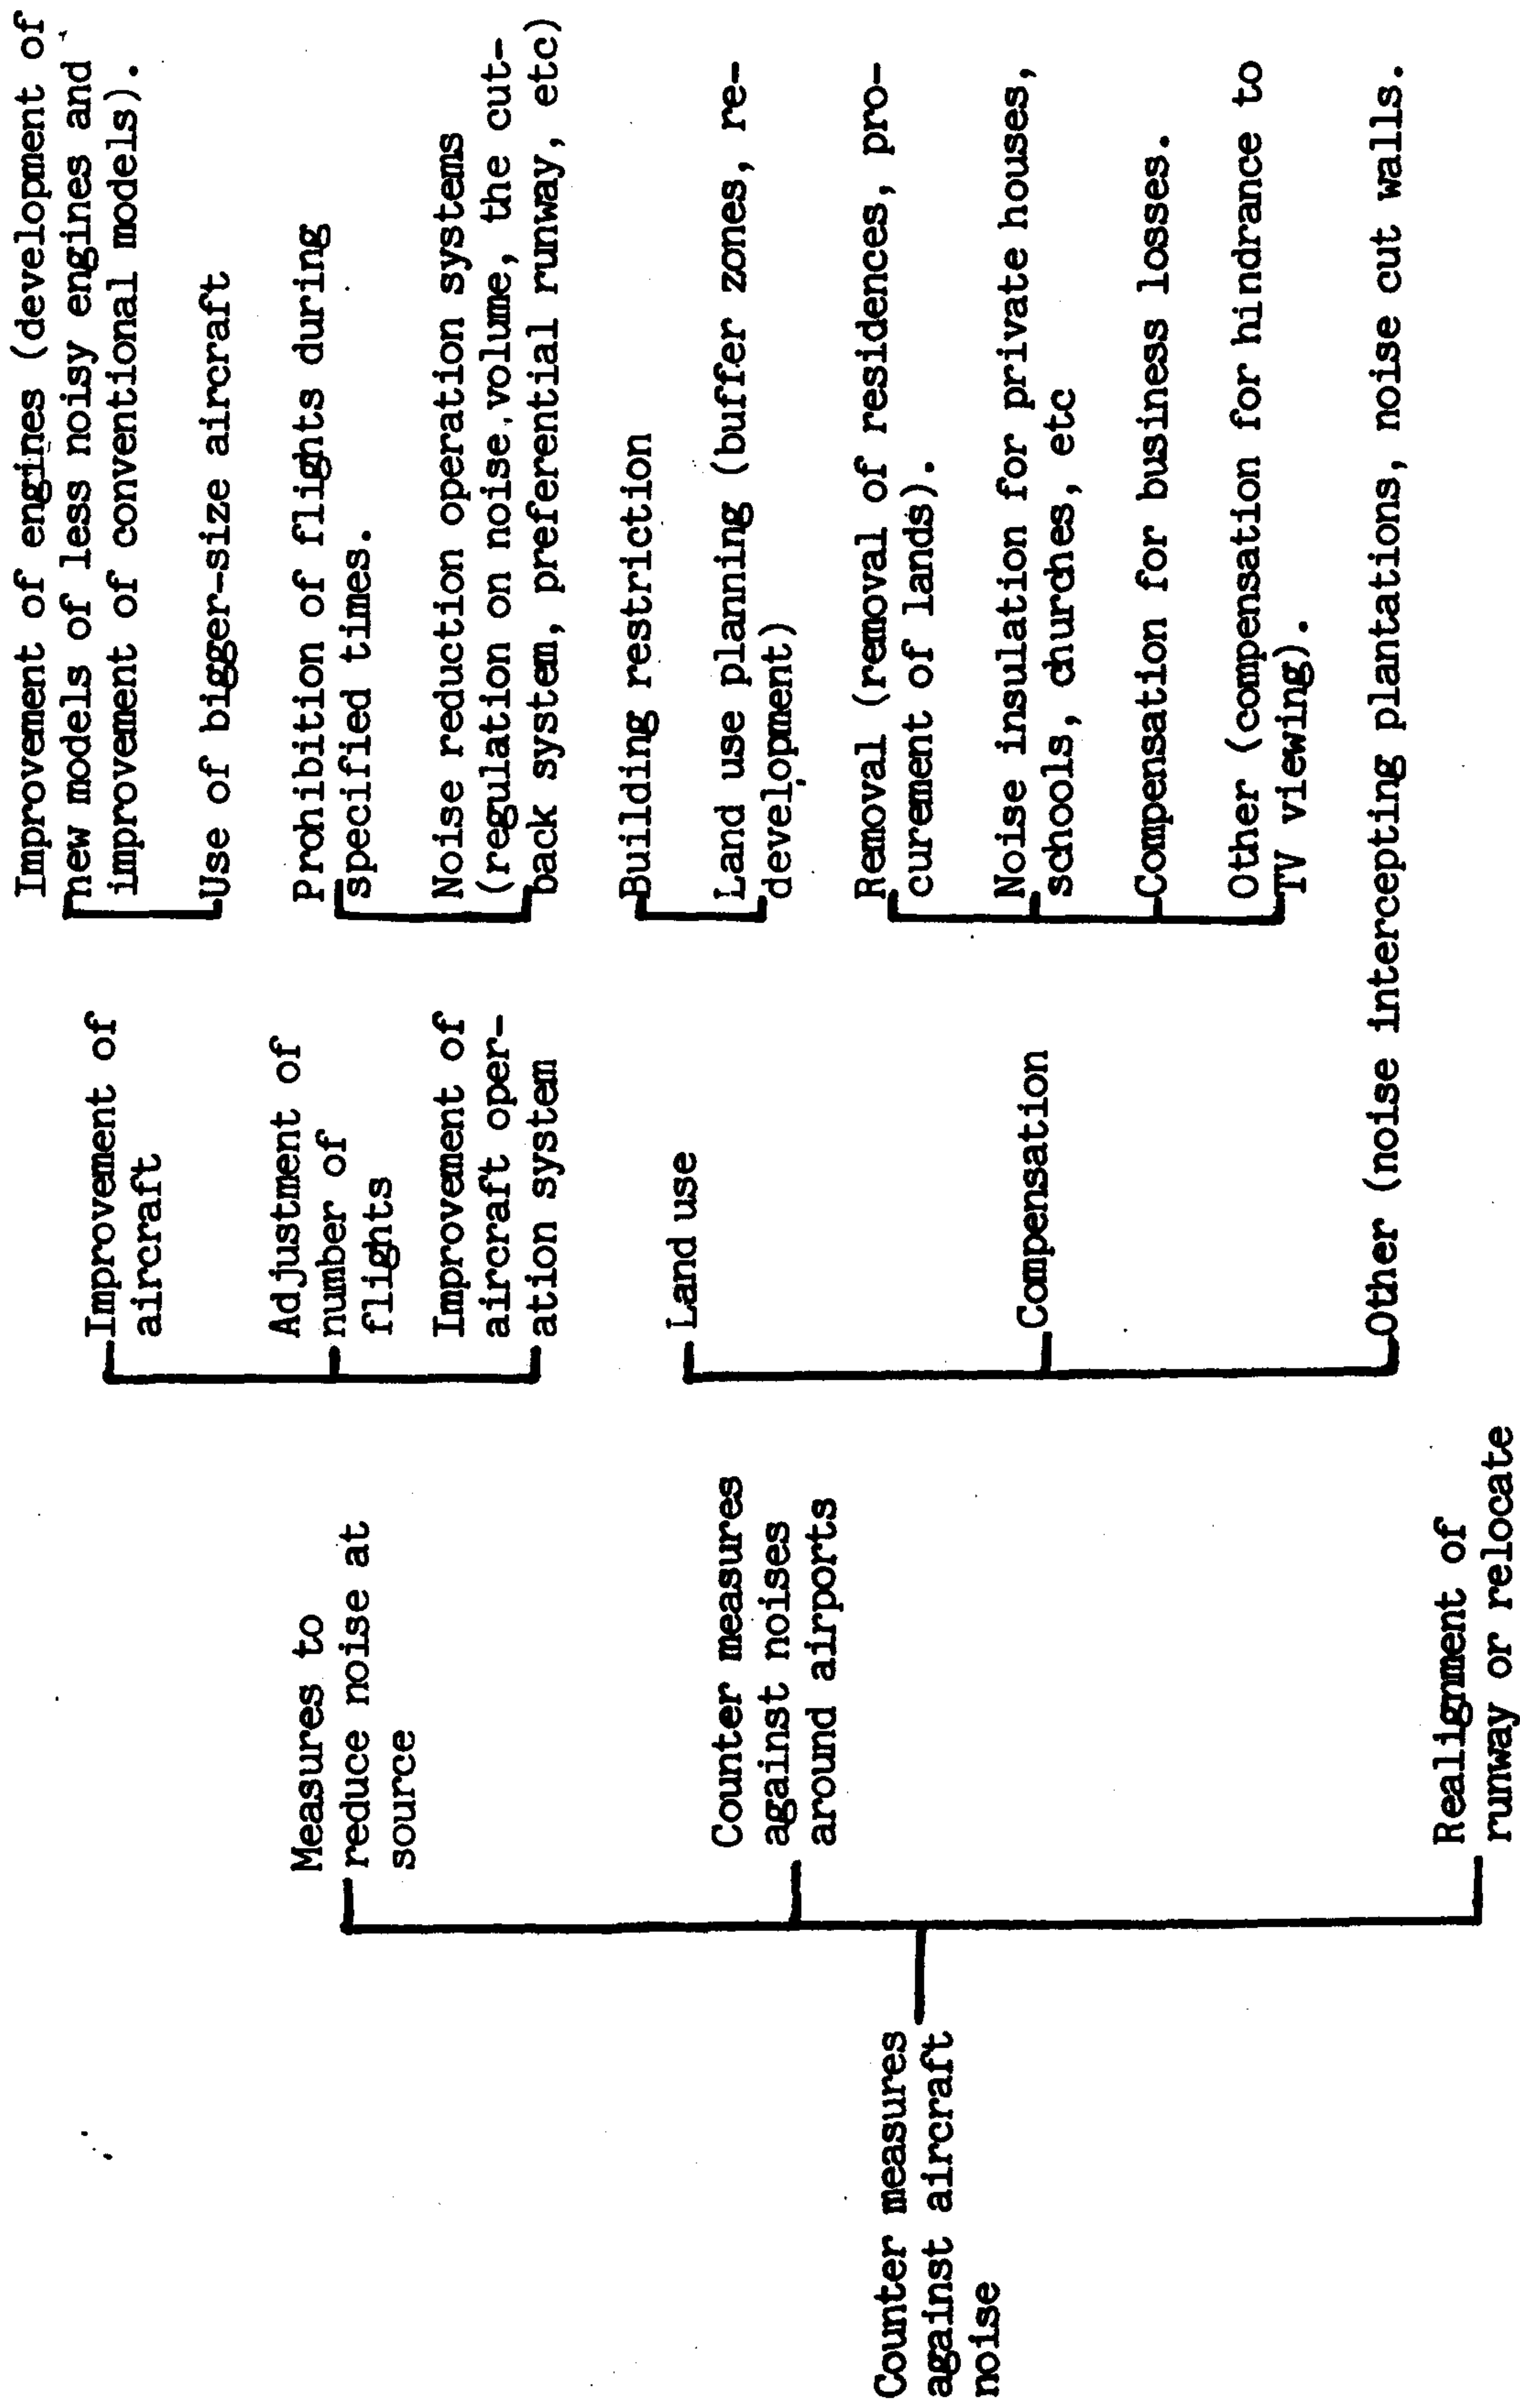 Counter measures
against aircraft
noise
Measures to
reduce noise at
source
Counter measures
against noises
around airports
Realignment of
runway or relocate
Improvement of
aircraft
Adjustment of
number of
flights
Improvement of
aircraft oper-
ation system
Land use
Compensation
Other (noise intercepting plantations, noise cut walls.
Improvement of engines (development of
new models of less noisy engines and
improvement of conventional models).
Use of bigger-size aircraft
Prohibition of flights during
specified times.
Noise reduction operation systems
(regulation on noise volume, the cut-
back system, preferential runway, etc)
Building restriction
Land use planning (buffer zones, re-
development)
Removal (removal of residences, pro-
curement of lands).
Noise insulation for private houses,
schools, churches, etc
Compensation for business losses.
Other (compensation for hindrance to
TV viewing).